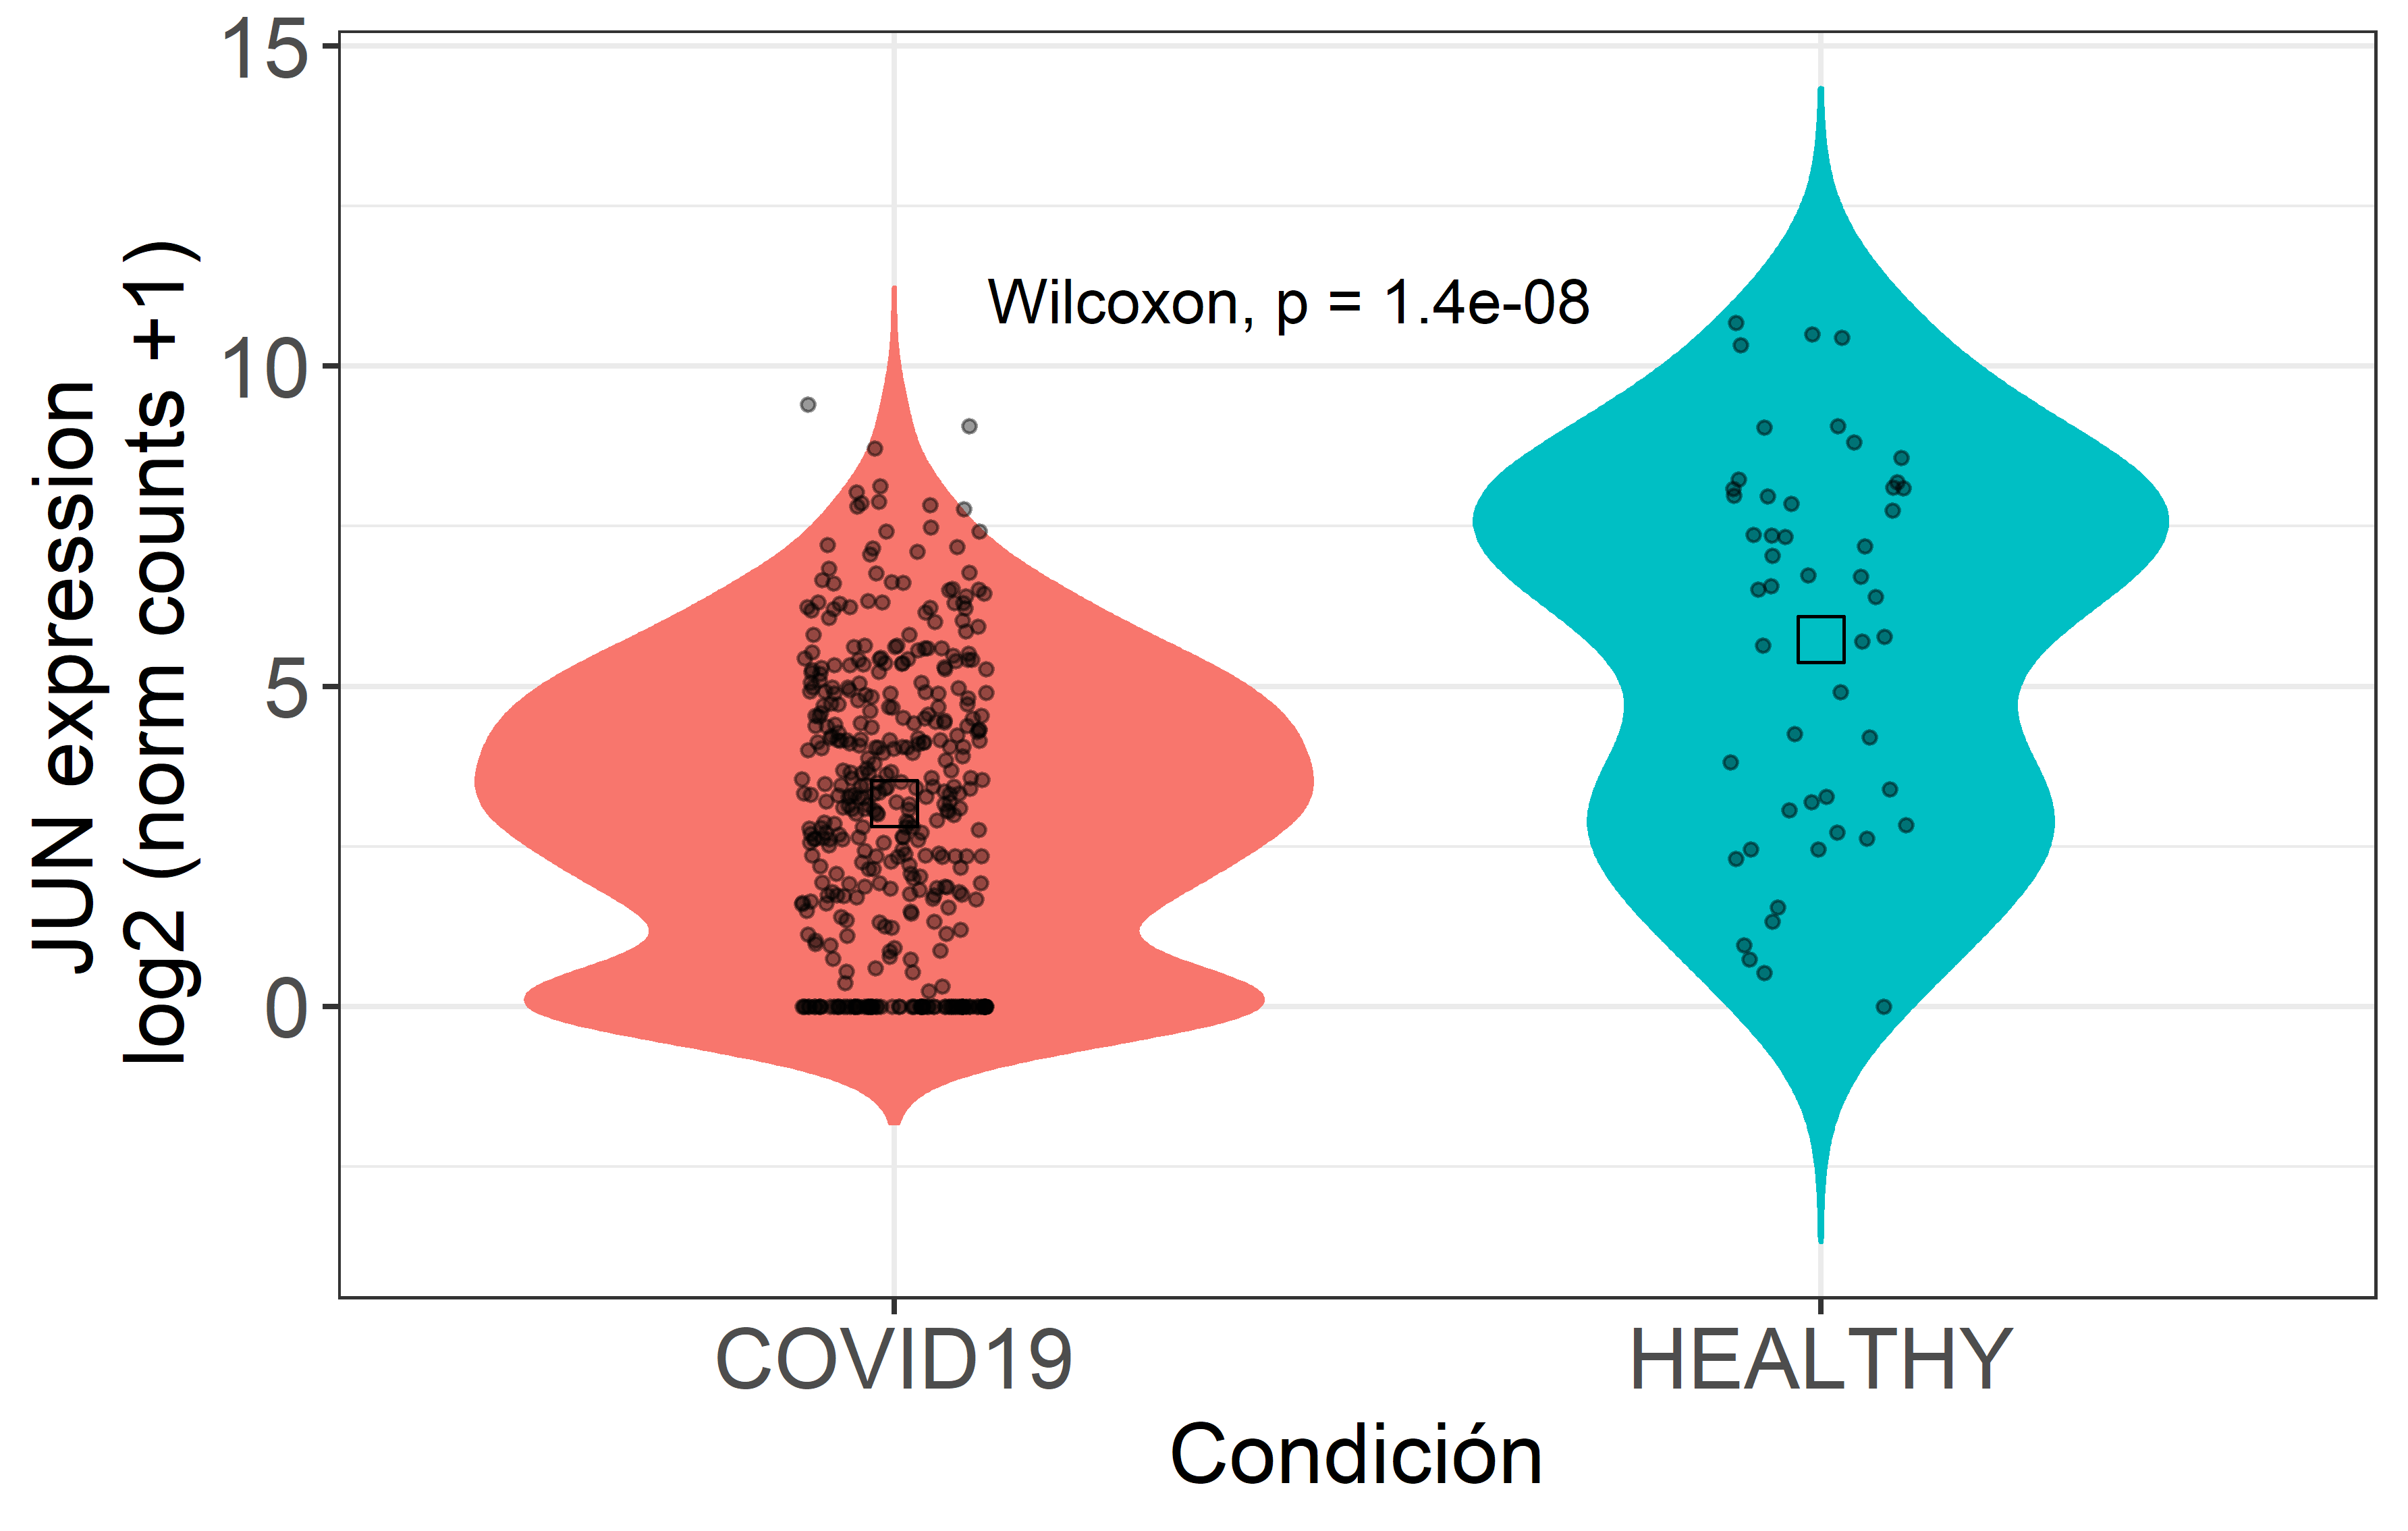 JUN expression
log2 (norm counts +1)
15
10
5
0
Wilcoxon, p = 1.4e-08
COVID19
HEALTHY
Condición